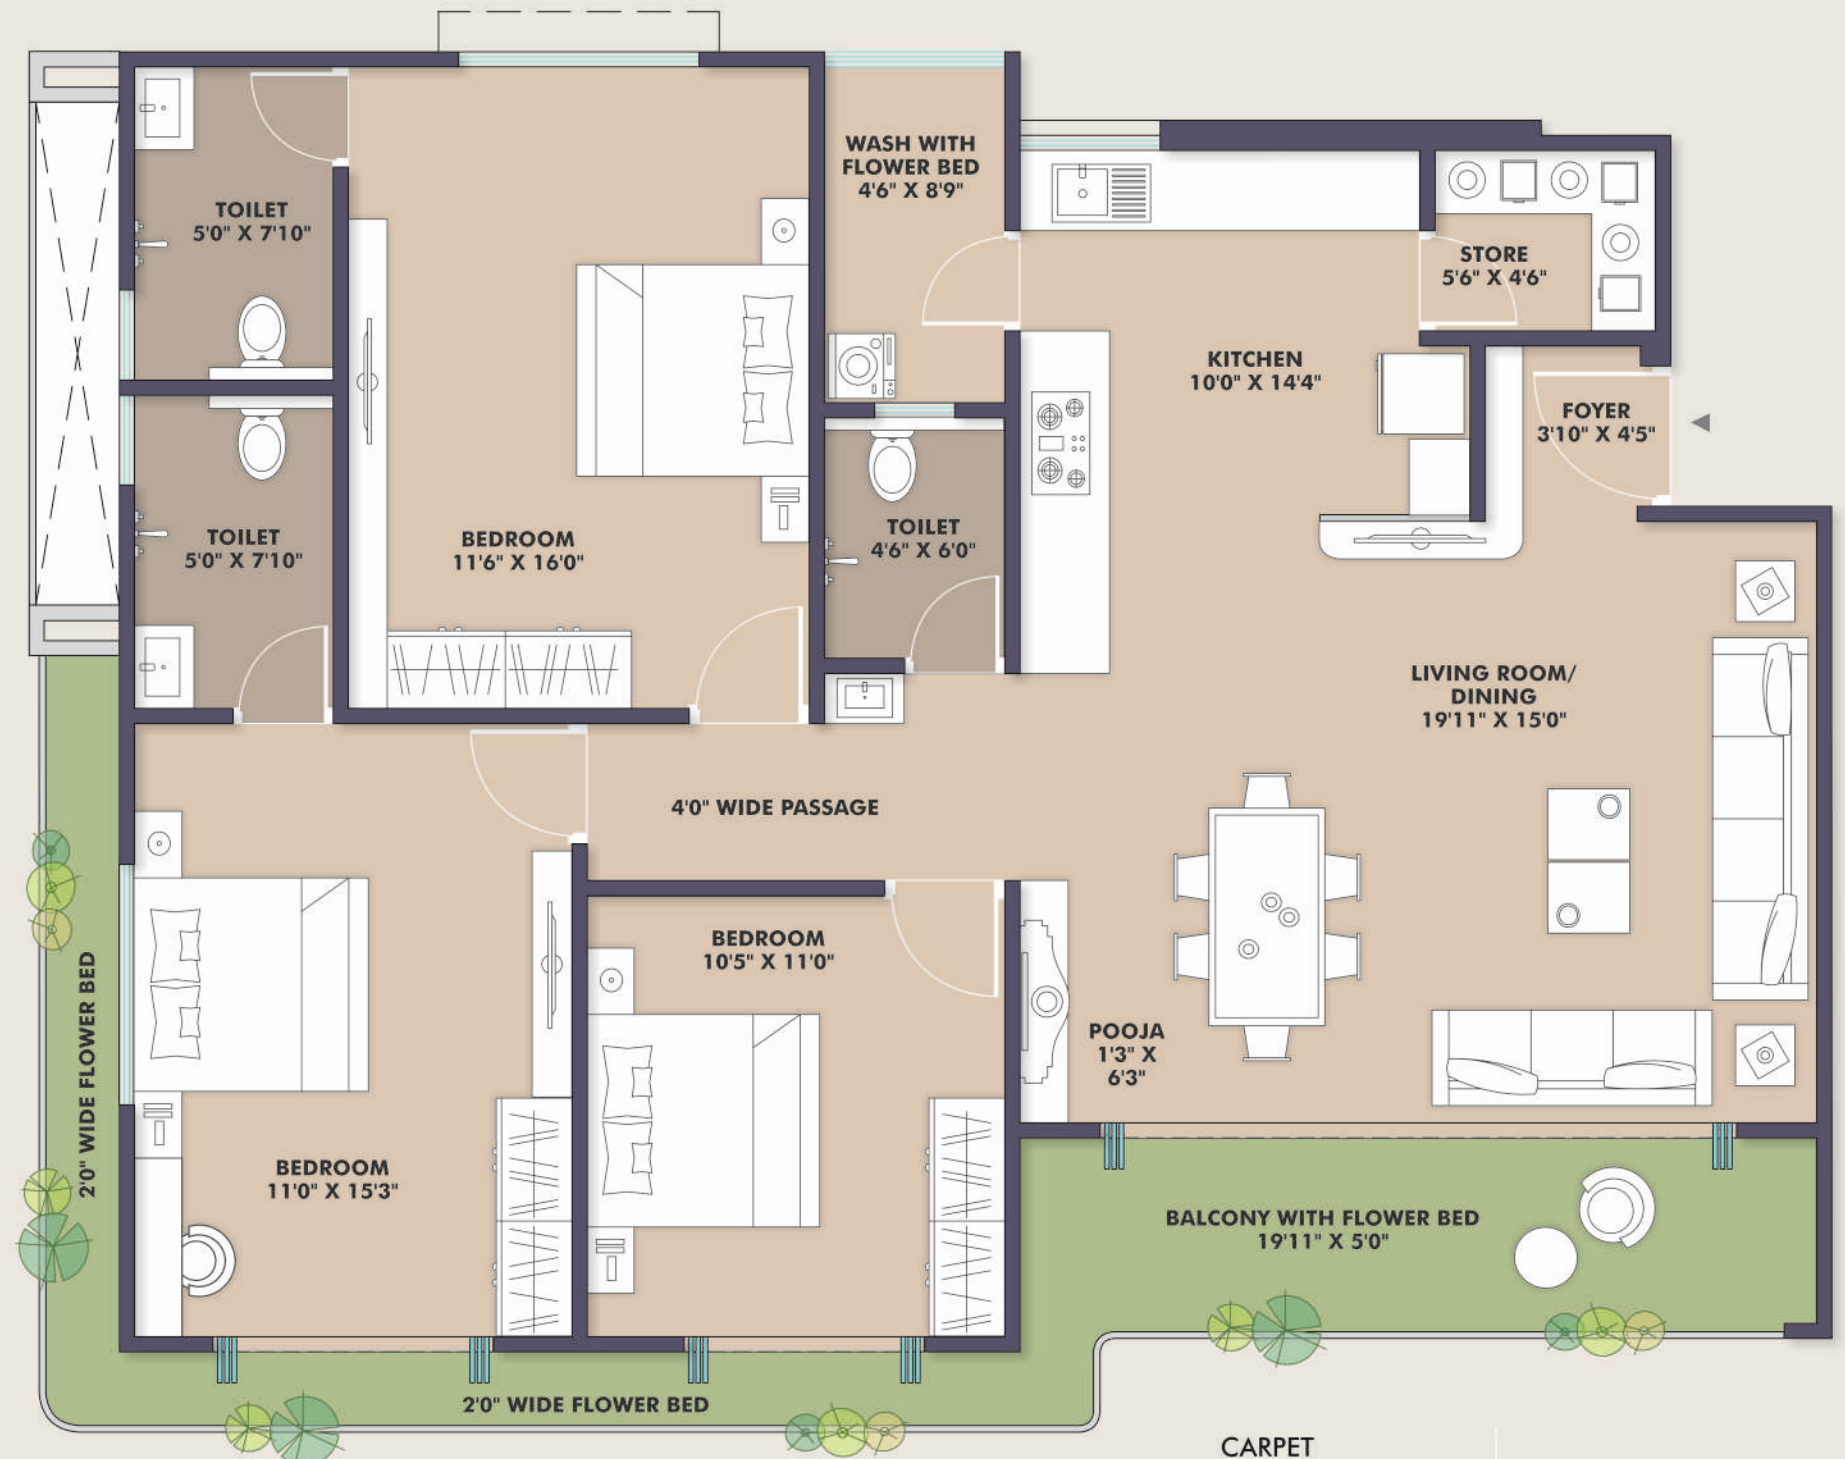 WASH WITH
FLOWER BED
4'6" X 8'9"
TOILET
5'0" X 7'10"
STORE
5'6" X 4'6"
KITCHEN
10'0" X 14'4"
FOYER
3'10" X 4'5"
TOILET
5'0" X 7'10"
BEDROOM
11'6" X 16'0"
TOILET
4'6" X 6'0"
LIVING ROOM/
DINING
19'11" X 15'0"
4'0" WIDE PASSAGE
BEDROOM
10'5" X 11'0"
POOJA
1'3" X
6'3"
2'0" WIDE FLOWER BED
BEDROOM
11'0" X 15'3"
BALCONY WITH FLOWER BED
19'11" X 5'0"
2'0" WIDE FLOWER BED
CARPET